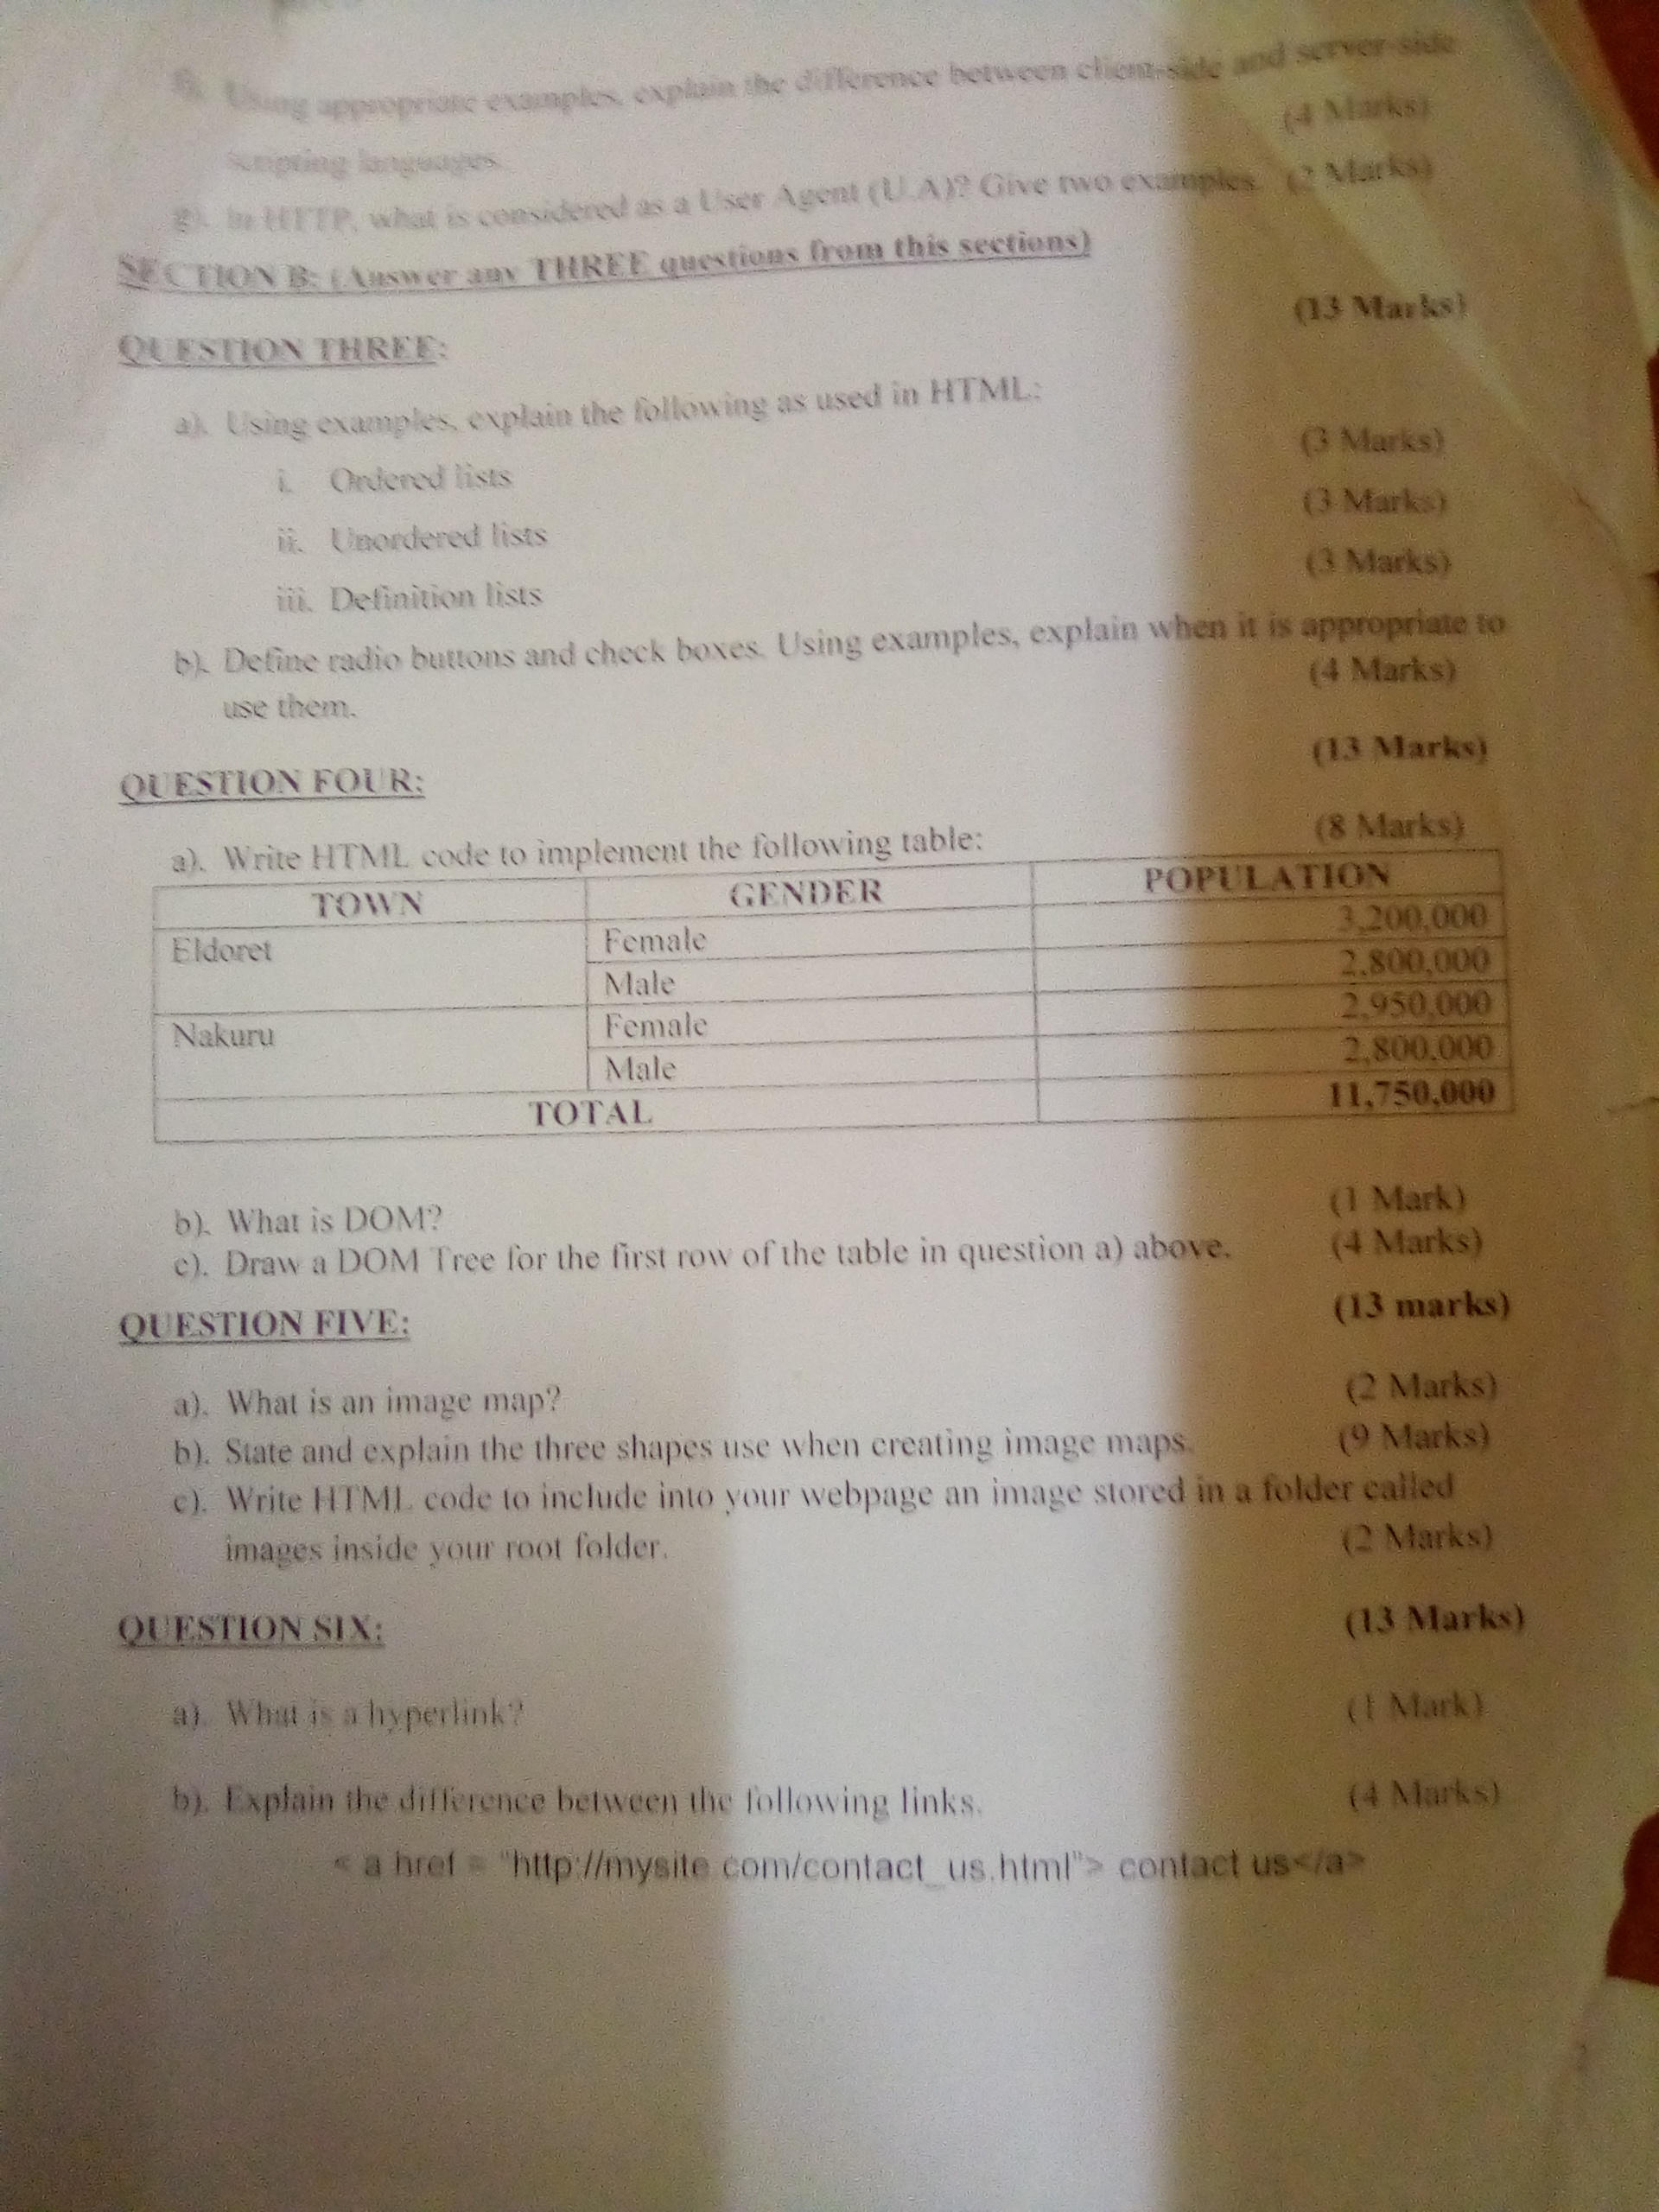 f). Using appropriate examples, explain the difference between client-side and server-side
scripting languages. (4 Marks)
g). In HTTP, what is considered as a User Agent (U.A)? Give two examples. (2 Marks)
SECTION B: (Answer any THREE questions from this sections)
QUESTION THREE: (13 Marks)
a). Using examples, explain the following as used in HTML:
i. Ordered lists (3 Marks)
ii. Unordered lists (3 Marks)
iii. Definition lists (3 Marks)
b). Define radio buttons and check boxes. Using examples, explain when it is appropriate to
use them. (4 Marks)
QUESTION FOUR: (13 Marks)
a). Write HTML code to implement the following table: (8 Marks)
TOWN GENDER POPULATION
Eldoret Female 3,200,000
Male 2,800,000
Nakuru Female 2,950,000
Male 2,800,000
TOTAL 11,750,000
b). What is DOM? (1 Mark)
c). Draw a DOM Tree for the first row of the table in question a) above. (4 Marks)
QUESTION FIVE: (13 marks)
a). What is an image map? (2 Marks)
b). State and explain the three shapes use when creating image maps. (9 Marks)
c). Write HTML code to include into your webpage an image stored in a folder called
images inside your root folder. (2 Marks)
QUESTION SIX: (13 Marks)
a). What is a hyperlink? (1 Mark)
b). Explain the difference between the following links. (4 Marks)
< a href = "http://mysite.com/contact_us.html"> contact us</a>